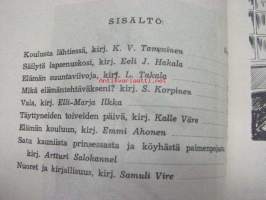 SISÄLTÖ:
Koulusta lähtiessä, kirj. K. V. Tamminen
Säilytä lapsenuskosi, kirj. Eeli J. Hakala
Elämän suuntaviivoja, kirj. L. Takala
Mikä elämäntehtäväkseni? kirj. S. Korpinen
Vala, kirj. Elli-Marja Ilkka
Täyttyneiden toiveiden päivä, kirj. Kalle Väre
Elämän kouluun, kirj. Emmi Ahonen
Sata kaunista prinsessaa ja köyhästä paimenpojasta,
kirj. Artturi Salokannel
Nuoret ja kirjallisuus, kirj. Samuli Vire